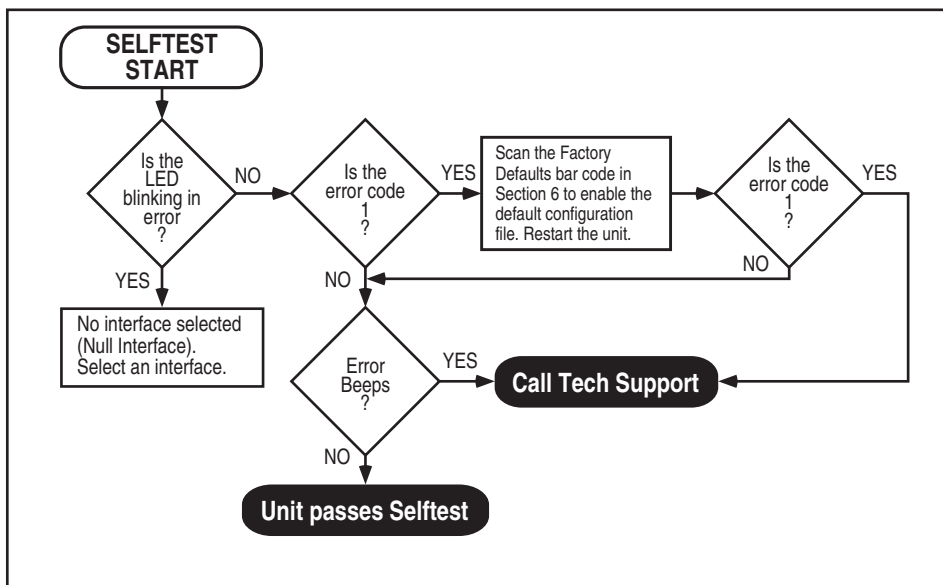 SELFTEST
START
Is the
LED
blinking in
error
?
NO
YES
No interface selected
(Null Interface).
Select an interface.
Is the
error code
1
?
YES
NO
Scan the Factory
Defaults bar code in
Section 6 to enable the
default configuration
file. Restart the unit.
Is the
error code
1
?
YES
NO
Error
Beeps
?
YES
NO
Call Tech Support
Unit passes Selftest